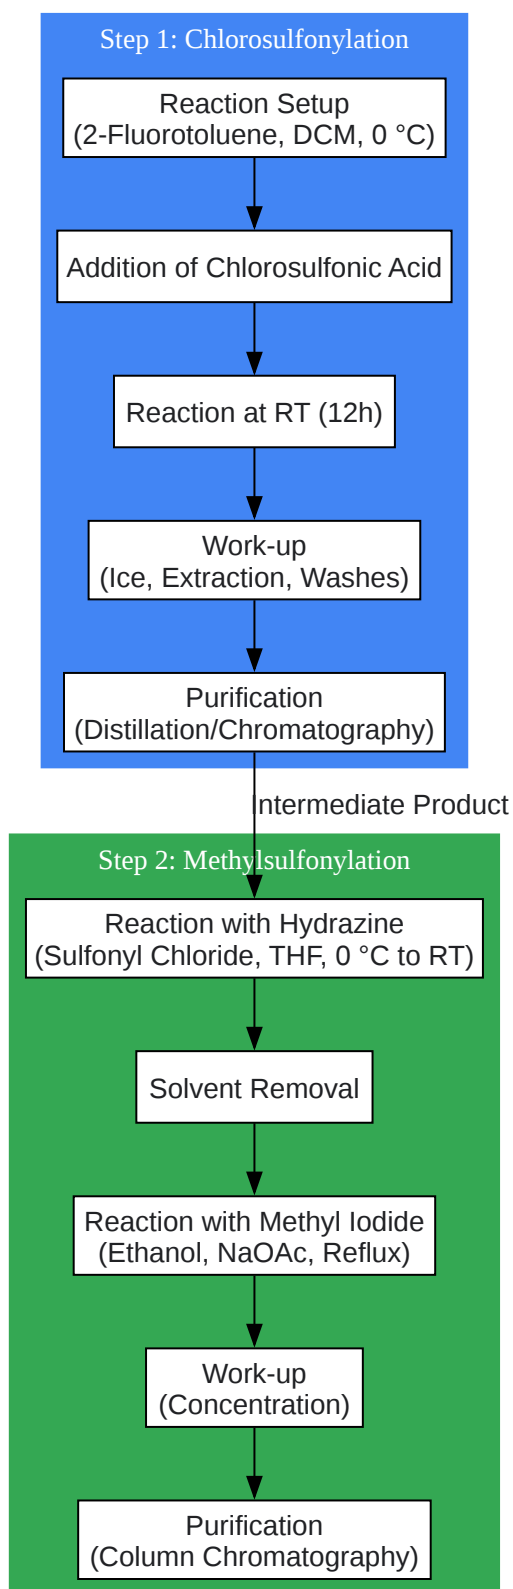 Step 1: Chlorosulfonylation
Reaction Setup
(2-Fluorotoluene, DCM, 0 °C)
Addition of Chlorosulfonic Acid
Reaction at RT (12h)
Work-up
(Ice, Extraction, Washes)
Purification
(Distillation/Chromatography)
Intermediate Product
Step 2: Methylsulfonylation
Reaction with Hydrazine
(Sulfonyl Chloride, THF, 0 °C to RT)
Solvent Removal
Reaction with Methyl Iodide
(Ethanol, NaOAc, Reflux)
Work-up
(Concentration)
Purification
(Column Chromatography)